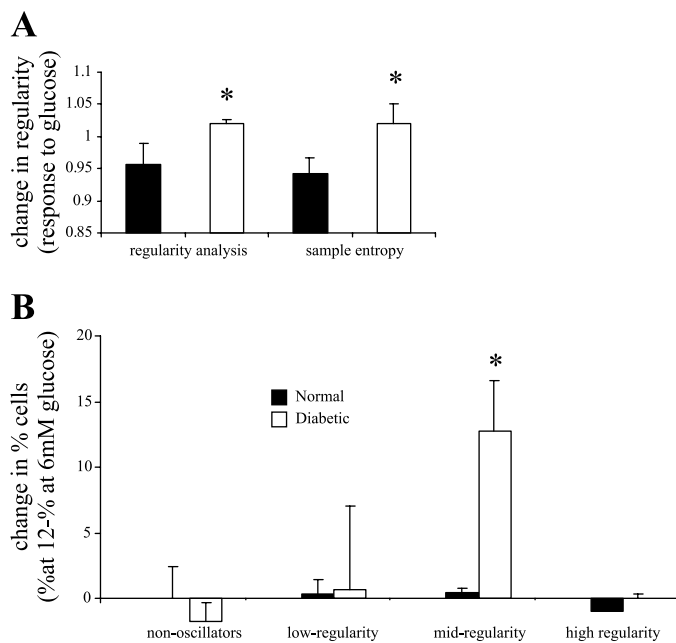 A
change in regularity
(response to glucose)
1.1
1.05
1
0.95
0.9
0.85
*
*
regularity analysis
sample entropy
B
change in % cells
(%at 12-% at 6mM glucose)
20
15
10
5
0
Normal
Diabetic
*
non-oscillators
low-regularity
mid-regularity
high regularity